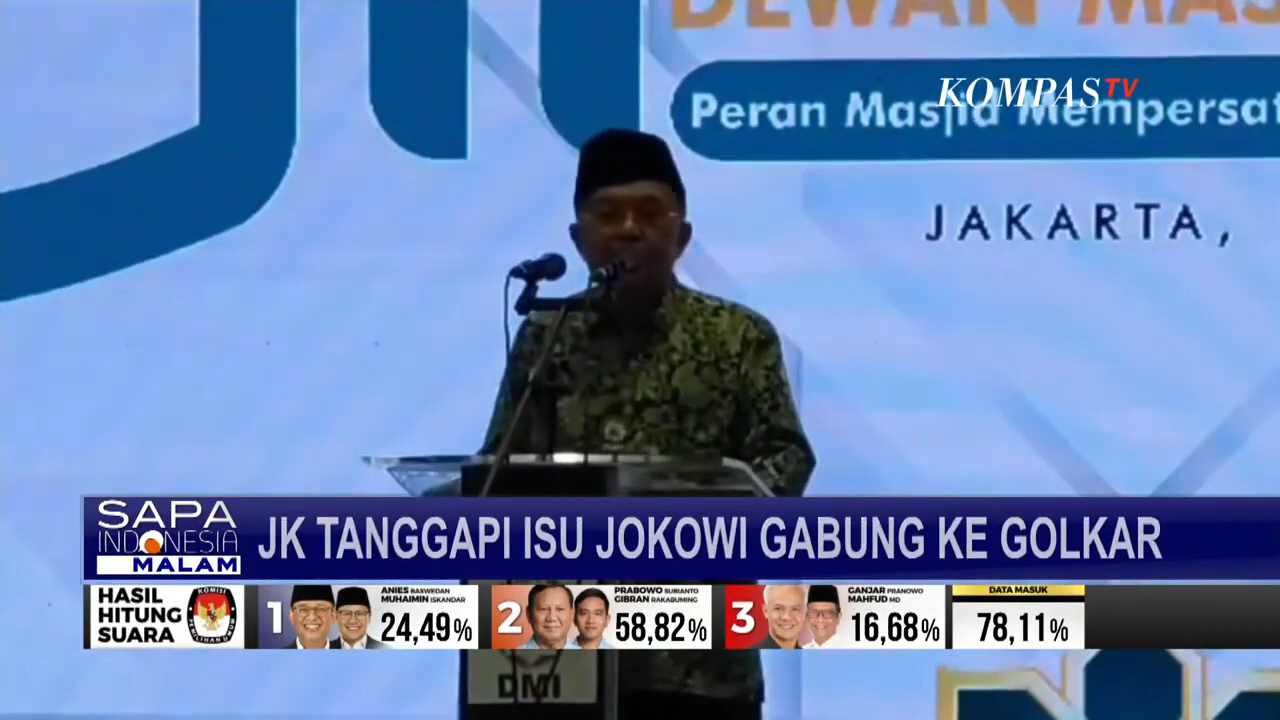 DEWAN MAS
KOMPASTV
Peran Masjid Mempersat
JAKARTA,
SAPA
INDONESIA
MALAM
JK TANGGAPI ISU JOKOWI GABUNG KE GOLKAR
HASIL
HITUNG
SUARA
KOMISI
1
ANIES BASWEDAN
MUHAIMIN ISKANDAR
24,49%
2
PRABOWO SUBIANTO
GIBRAN RAKABUMING
58,82%
3
GANJAR PRANOWO
MAHFUD MD
16,68%
DATA MASUK
78,11%
DMI